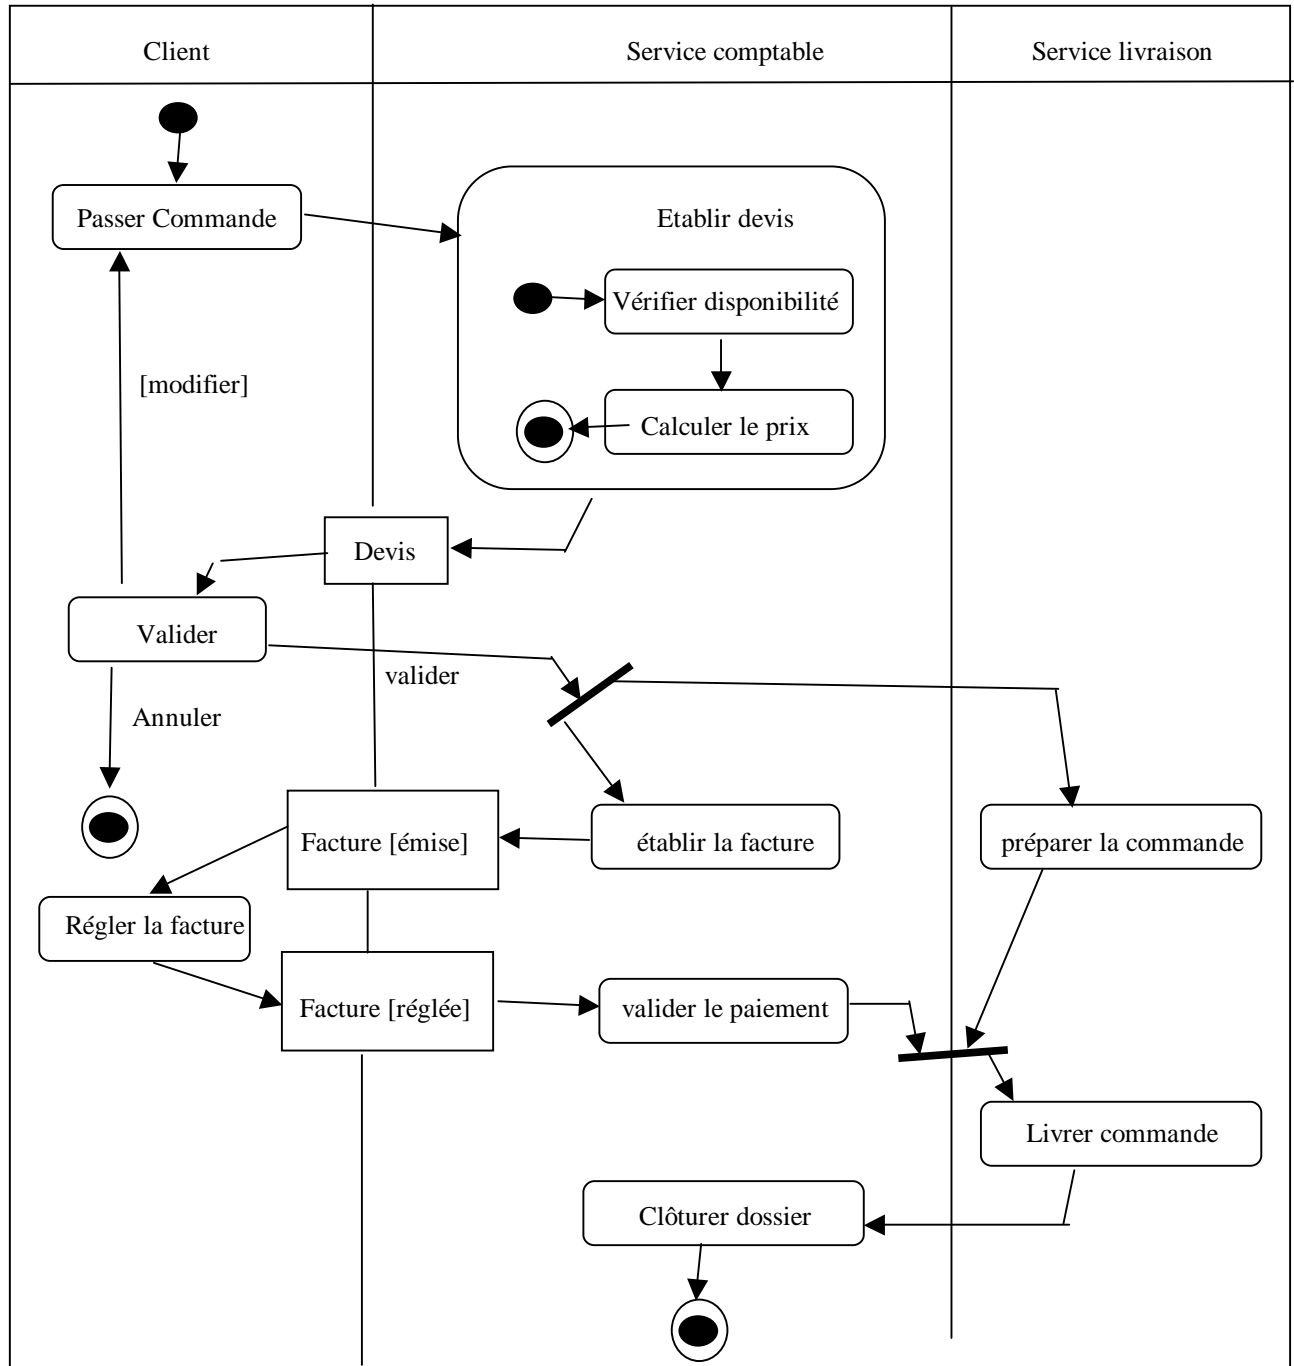 Client
Service comptable
Service livraison
Passer Commande
Etablir devis
Vérifier disponibilité
[modifier]
Calculer le prix
Devis
Valider
valider
Annuler
Facture [émise]
établir la facture
préparer la commande
Régler la facture
Facture [réglée]
valider le paiement
Livrer commande
Clôturer dossier